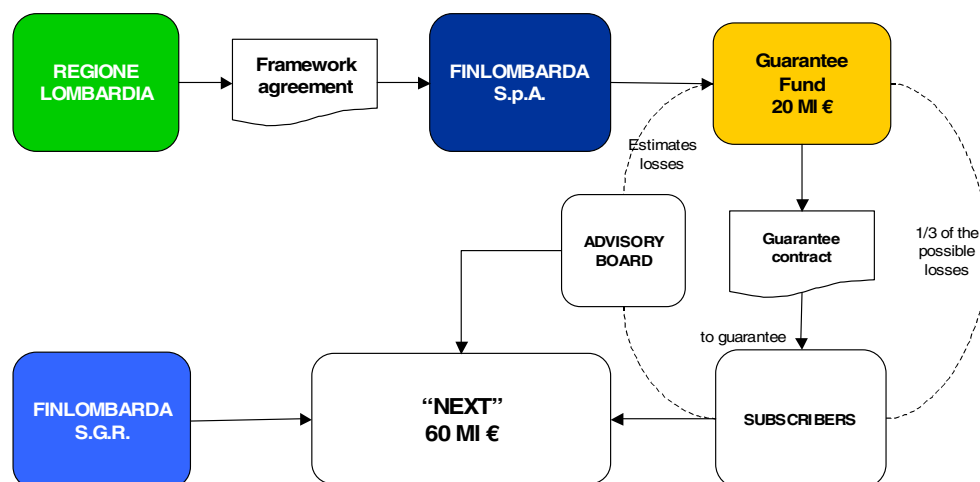 REGIONE
LOMBARDIA
Framework
agreement
FINLOMBARDA
S.p.A.
Guarantee
Fund
20 Ml €
Estimates
losses
ADVISORY
BOARD
Guarantee
contract
1/3 of the
possible
losses
to guarantee
FINLOMBARDA
S.G.R.
“NEXT”
60 Ml €
SUBSCRIBERS